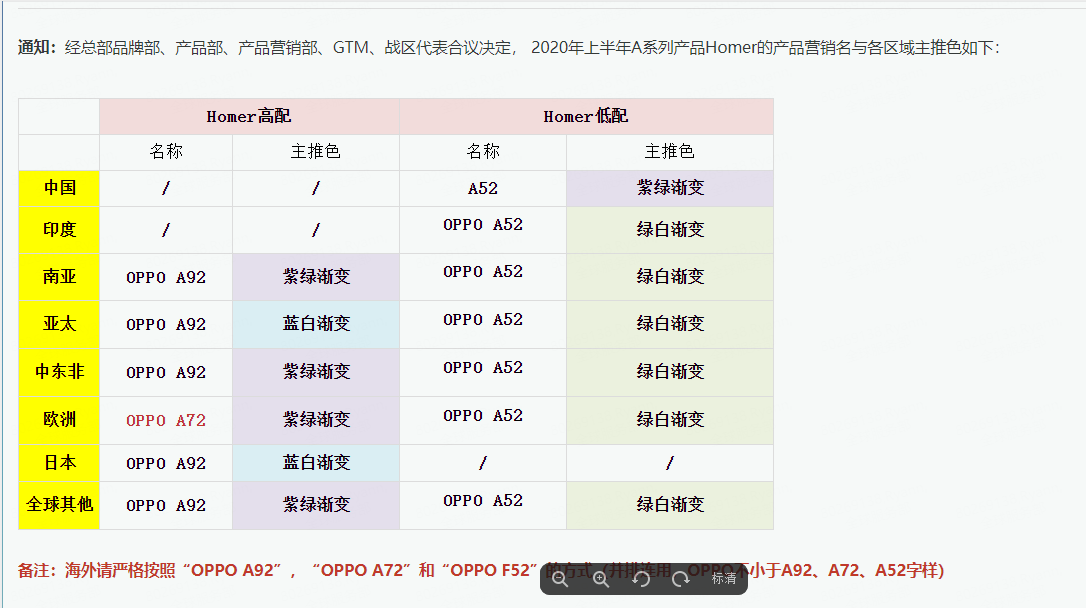 通知：经总部品牌部、产品部、产品营销部、GTM、战区代表合议决定， 2020年上半年A系列产品Homer的产品营销名与各区域主推色如下：
Homer高配 Homer低配
名称 主推色 名称 主推色
中国 / / A52 紫绿渐变
印度 / / OPPO A52 绿白渐变
南亚 OPPO A92 紫绿渐变 OPPO A52 绿白渐变
亚太 OPPO A92 蓝白渐变 OPPO A52 绿白渐变
中东非 OPPO A92 紫绿渐变 OPPO A52 绿白渐变
欧洲 OPPO A72 紫绿渐变 OPPO A52 绿白渐变
日本 OPPO A92 蓝白渐变 / /
全球其他 OPPO A92 紫绿渐变 OPPO A52 绿白渐变
备注：海外请严格按照“OPPO A92”，“OPPO A72”和“OPPO F52”的方式（并排连用，OPPO不小于A92、A72、A52字样）
标清